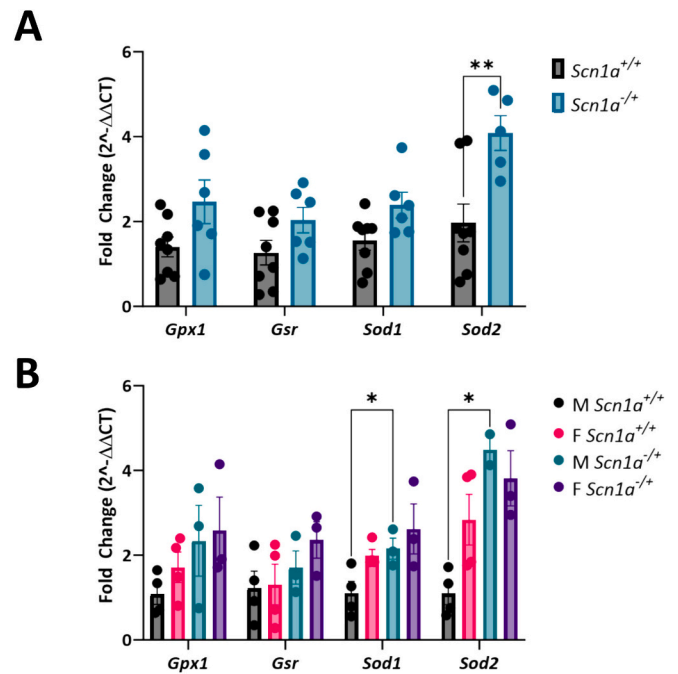 A
Fold Change (2^-ΔΔCT)
6
4
2
0
**
Scn1a+/+
Scn1a-/+
Gpx1 Gsr Sod1 Sod2
B
Fold Change (2^-ΔΔCT)
6
4
2
0
* *
M Scn1a+/+
F Scn1a+/+
M Scn1a-/+
F Scn1a-/+
Gpx1 Gsr Sod1 Sod2